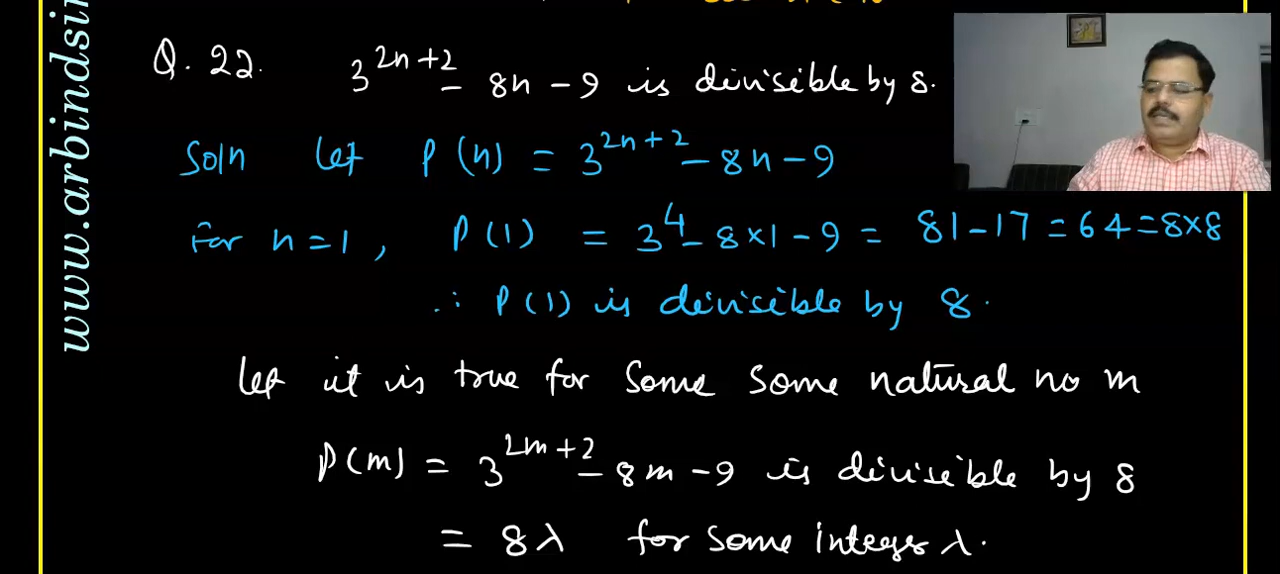 Q. 22. 3^{2n+2} - 8n - 9 is divisible by 8.
Soln Let P(n) = 3^{2n+2} - 8n - 9
For n = 1, P(1) = 3^4 - 8×1 - 9 = 81 - 17 = 64 = 8×8
∴ P(1) is divisible by 8.
Let it is true for some some natural no m
P(m) = 3^{2m+2} - 8m - 9 is divisible by 8
= 8λ for some integer λ.
www.arbindsin